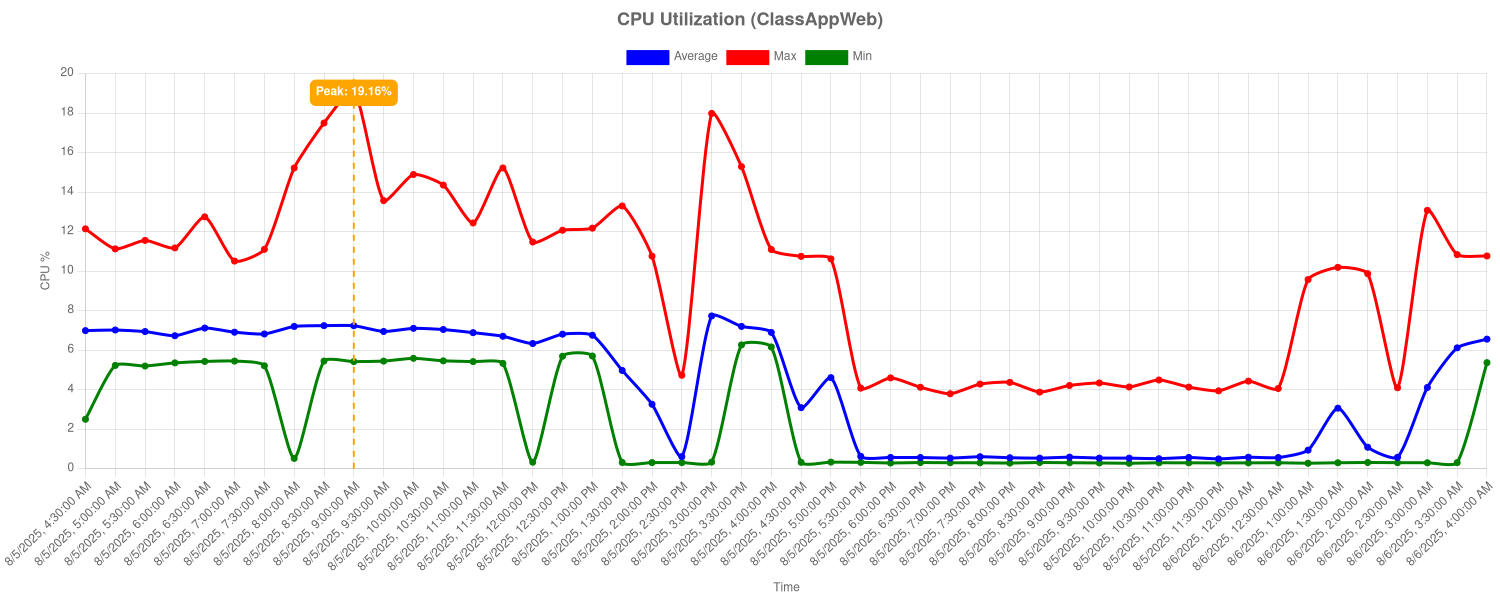 CPU Utilization (ClassAppWeb)
Average Max Min
Peak: 19.16%
20
18
16
14
12
10
8
6
4
2
0
CPU %
8/5/2025, 4:30:00 AM
8/5/2025, 5:00:00 AM
8/5/2025, 5:30:00 AM
8/5/2025, 6:00:00 AM
8/5/2025, 6:30:00 AM
8/5/2025, 7:00:00 AM
8/5/2025, 7:30:00 AM
8/5/2025, 8:00:00 AM
8/5/2025, 8:30:00 AM
8/5/2025, 9:00:00 AM
8/5/2025, 9:30:00 AM
8/5/2025, 10:00:00 AM
8/5/2025, 10:30:00 AM
8/5/2025, 11:00:00 AM
8/5/2025, 11:30:00 AM
8/5/2025, 12:00:00 PM
8/5/2025, 12:30:00 PM
8/5/2025, 1:00:00 PM
8/5/2025, 1:30:00 PM
8/5/2025, 2:00:00 PM
8/5/2025, 2:30:00 PM
8/5/2025, 3:00:00 PM
8/5/2025, 3:30:00 PM
8/5/2025, 4:00:00 PM
8/5/2025, 4:30:00 PM
8/5/2025, 5:00:00 PM
8/5/2025, 5:30:00 PM
8/5/2025, 6:00:00 PM
8/5/2025, 6:30:00 PM
8/5/2025, 7:00:00 PM
8/5/2025, 7:30:00 PM
8/5/2025, 8:00:00 PM
8/5/2025, 8:30:00 PM
8/5/2025, 9:00:00 PM
8/5/2025, 9:30:00 PM
8/5/2025, 10:00:00 PM
8/5/2025, 10:30:00 PM
8/5/2025, 11:00:00 PM
8/5/2025, 11:30:00 PM
8/6/2025, 12:00:00 AM
8/6/2025, 12:30:00 AM
8/6/2025, 1:00:00 AM
8/6/2025, 1:30:00 AM
8/6/2025, 2:00:00 AM
8/6/2025, 2:30:00 AM
8/6/2025, 3:00:00 AM
8/6/2025, 3:30:00 AM
8/6/2025, 4:00:00 AM
Time